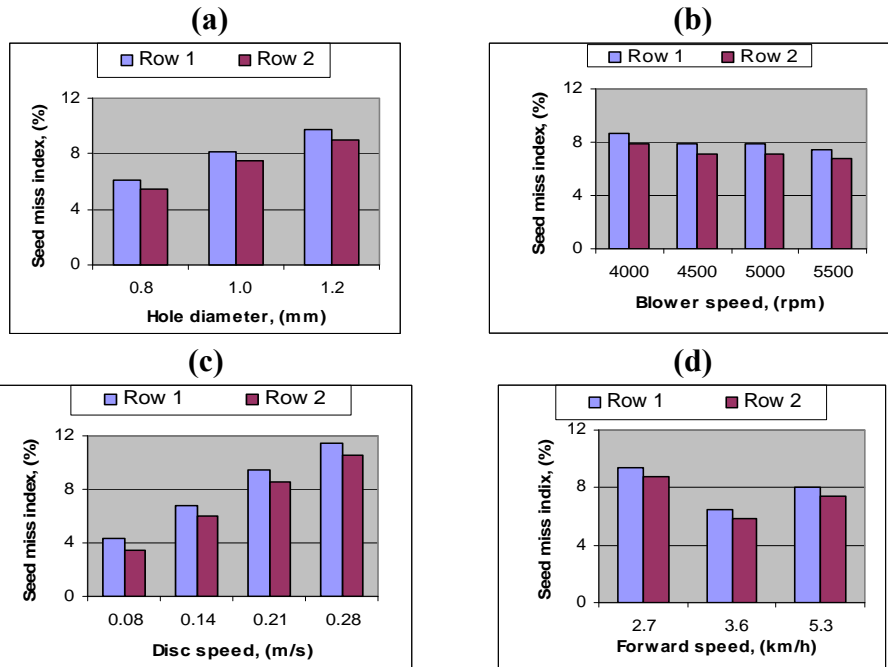 (a)
Row 1 Row 2
Seed miss index, (%)
12
8
4
0
0.8 1.0 1.2
Hole diameter, (mm)
(b)
Row 1 Row 2
Seed miss index, (%)
12
8
4
0
4000 4500 5000 5500
Blower speed, (rpm)
(c)
Row 1 Row 2
Seed miss index, (%)
12
8
4
0
0.08 0.14 0.21 0.28
Disc speed, (m/s)
(d)
Row 1 Row 2
Seed miss indix, (%)
12
8
4
0
2.7 3.6 5.3
Forward speed, (km/h)